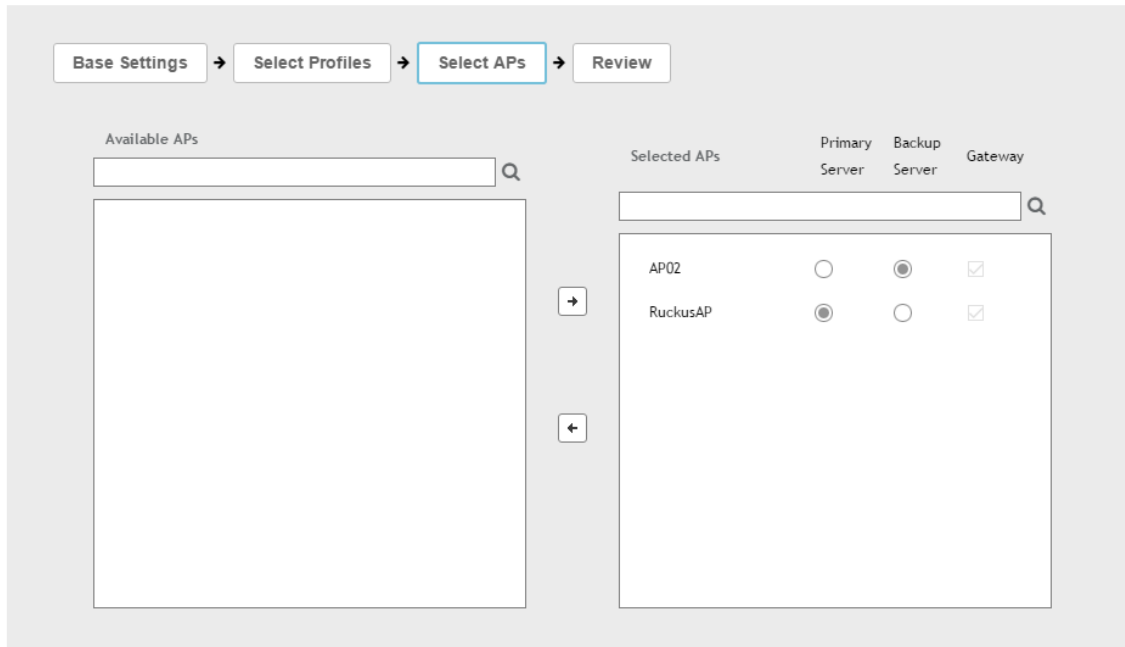 Base Settings Select Profiles Select APs Review
Available APs
Selected APs
Primary Server
Backup Server
Gateway
AP02
RuckusAP